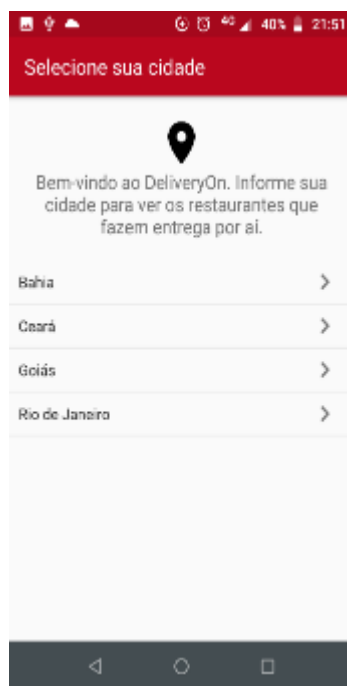 4G 40% 21:51
Selecione sua cidade
Bem-vindo ao DeliveryOn. Informe sua
cidade para ver os restaurantes que
fazem entrega por aí.
Bahia
Ceará
Goiás
Rio de Janeiro